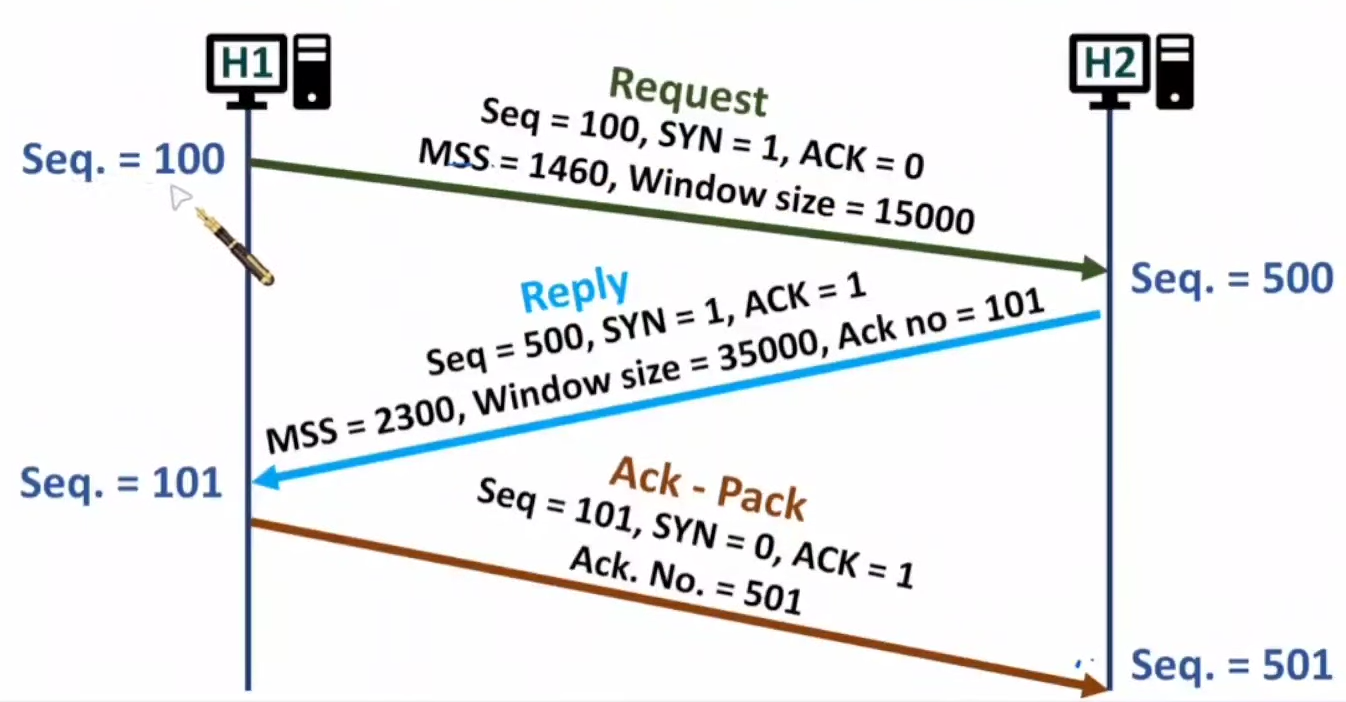 H1
H2
Request
Seq = 100, SYN = 1, ACK = 0
MSS = 1460, Window size = 15000
Seq. = 100
Seq. = 500
Reply
Seq = 500, SYN = 1, ACK = 1
MSS = 2300, Window size = 35000, Ack no = 101
Seq. = 101
Ack - Pack
Seq = 101, SYN = 0, ACK = 1
Ack. No. = 501
Seq. = 501